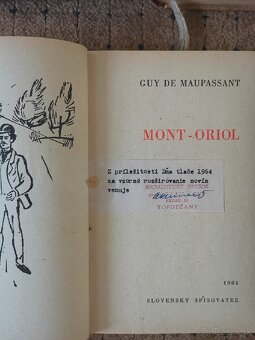 GUY DE MAUPASSANT
MONT-ORIOL
Z príležitosti Dňa tlače 1964
za vzorné rozširovanie novín
venuje
SOCIALISTICKÝ
TOPOĽČANY
1964
SLOVENSKÝ SPISOVATEĽ